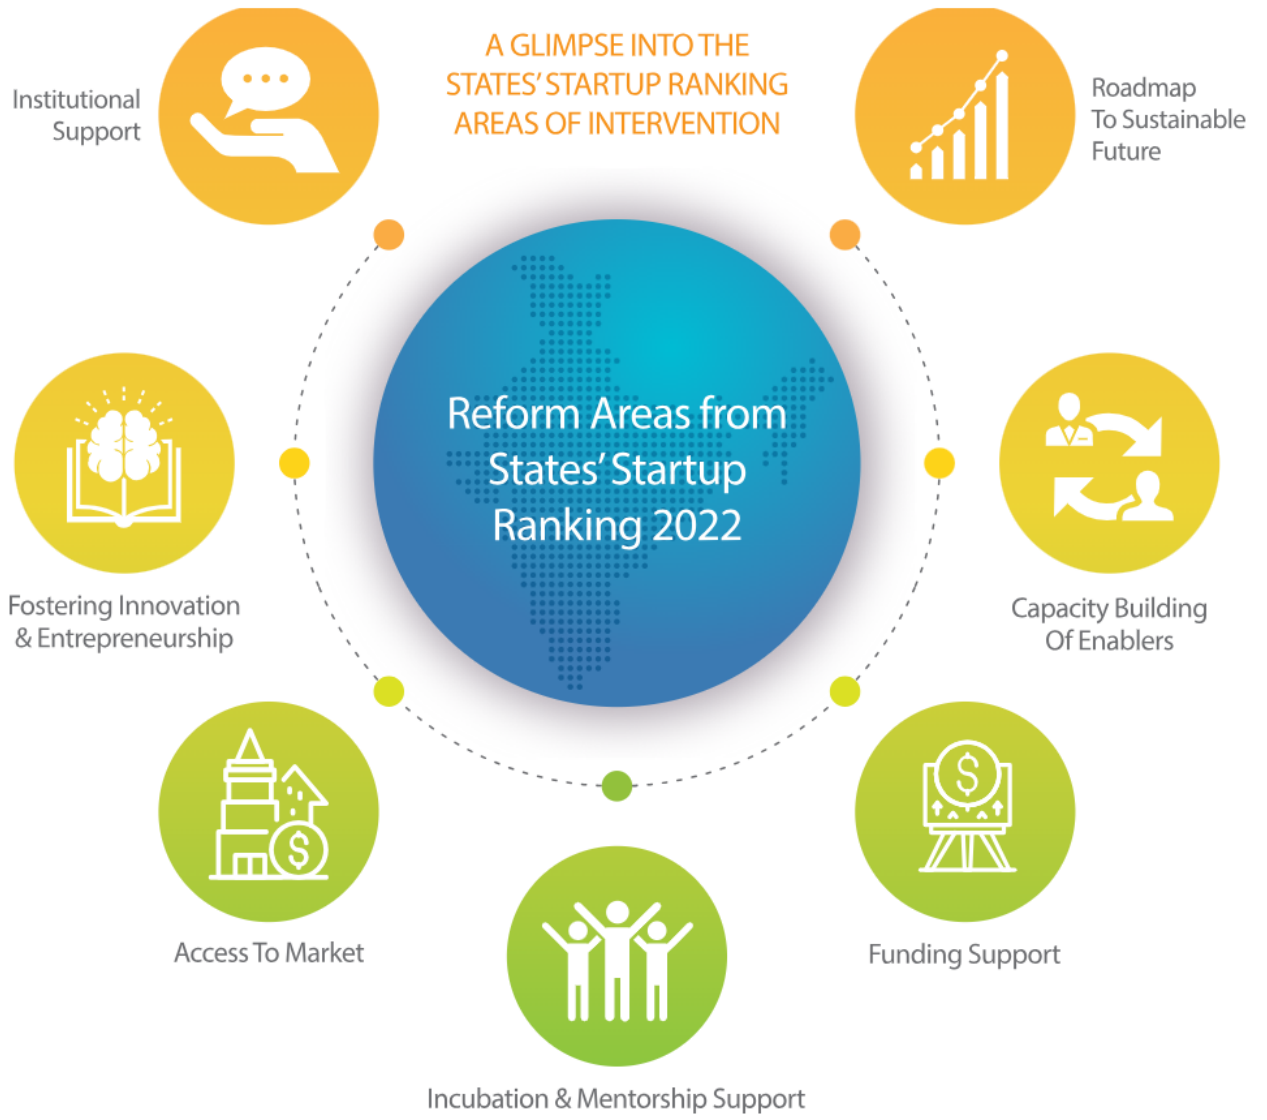 A GLIMPSE INTO THE
STATES' STARTUP RANKING
AREAS OF INTERVENTION
Institutional
Support
Roadmap
To Sustainable
Future
Reform Areas from
States' Startup
Ranking 2022
Fostering Innovation
& Entrepreneurship
Capacity Building
Of Enablers
Access To Market
Funding Support
Incubation & Mentorship Support
$
$